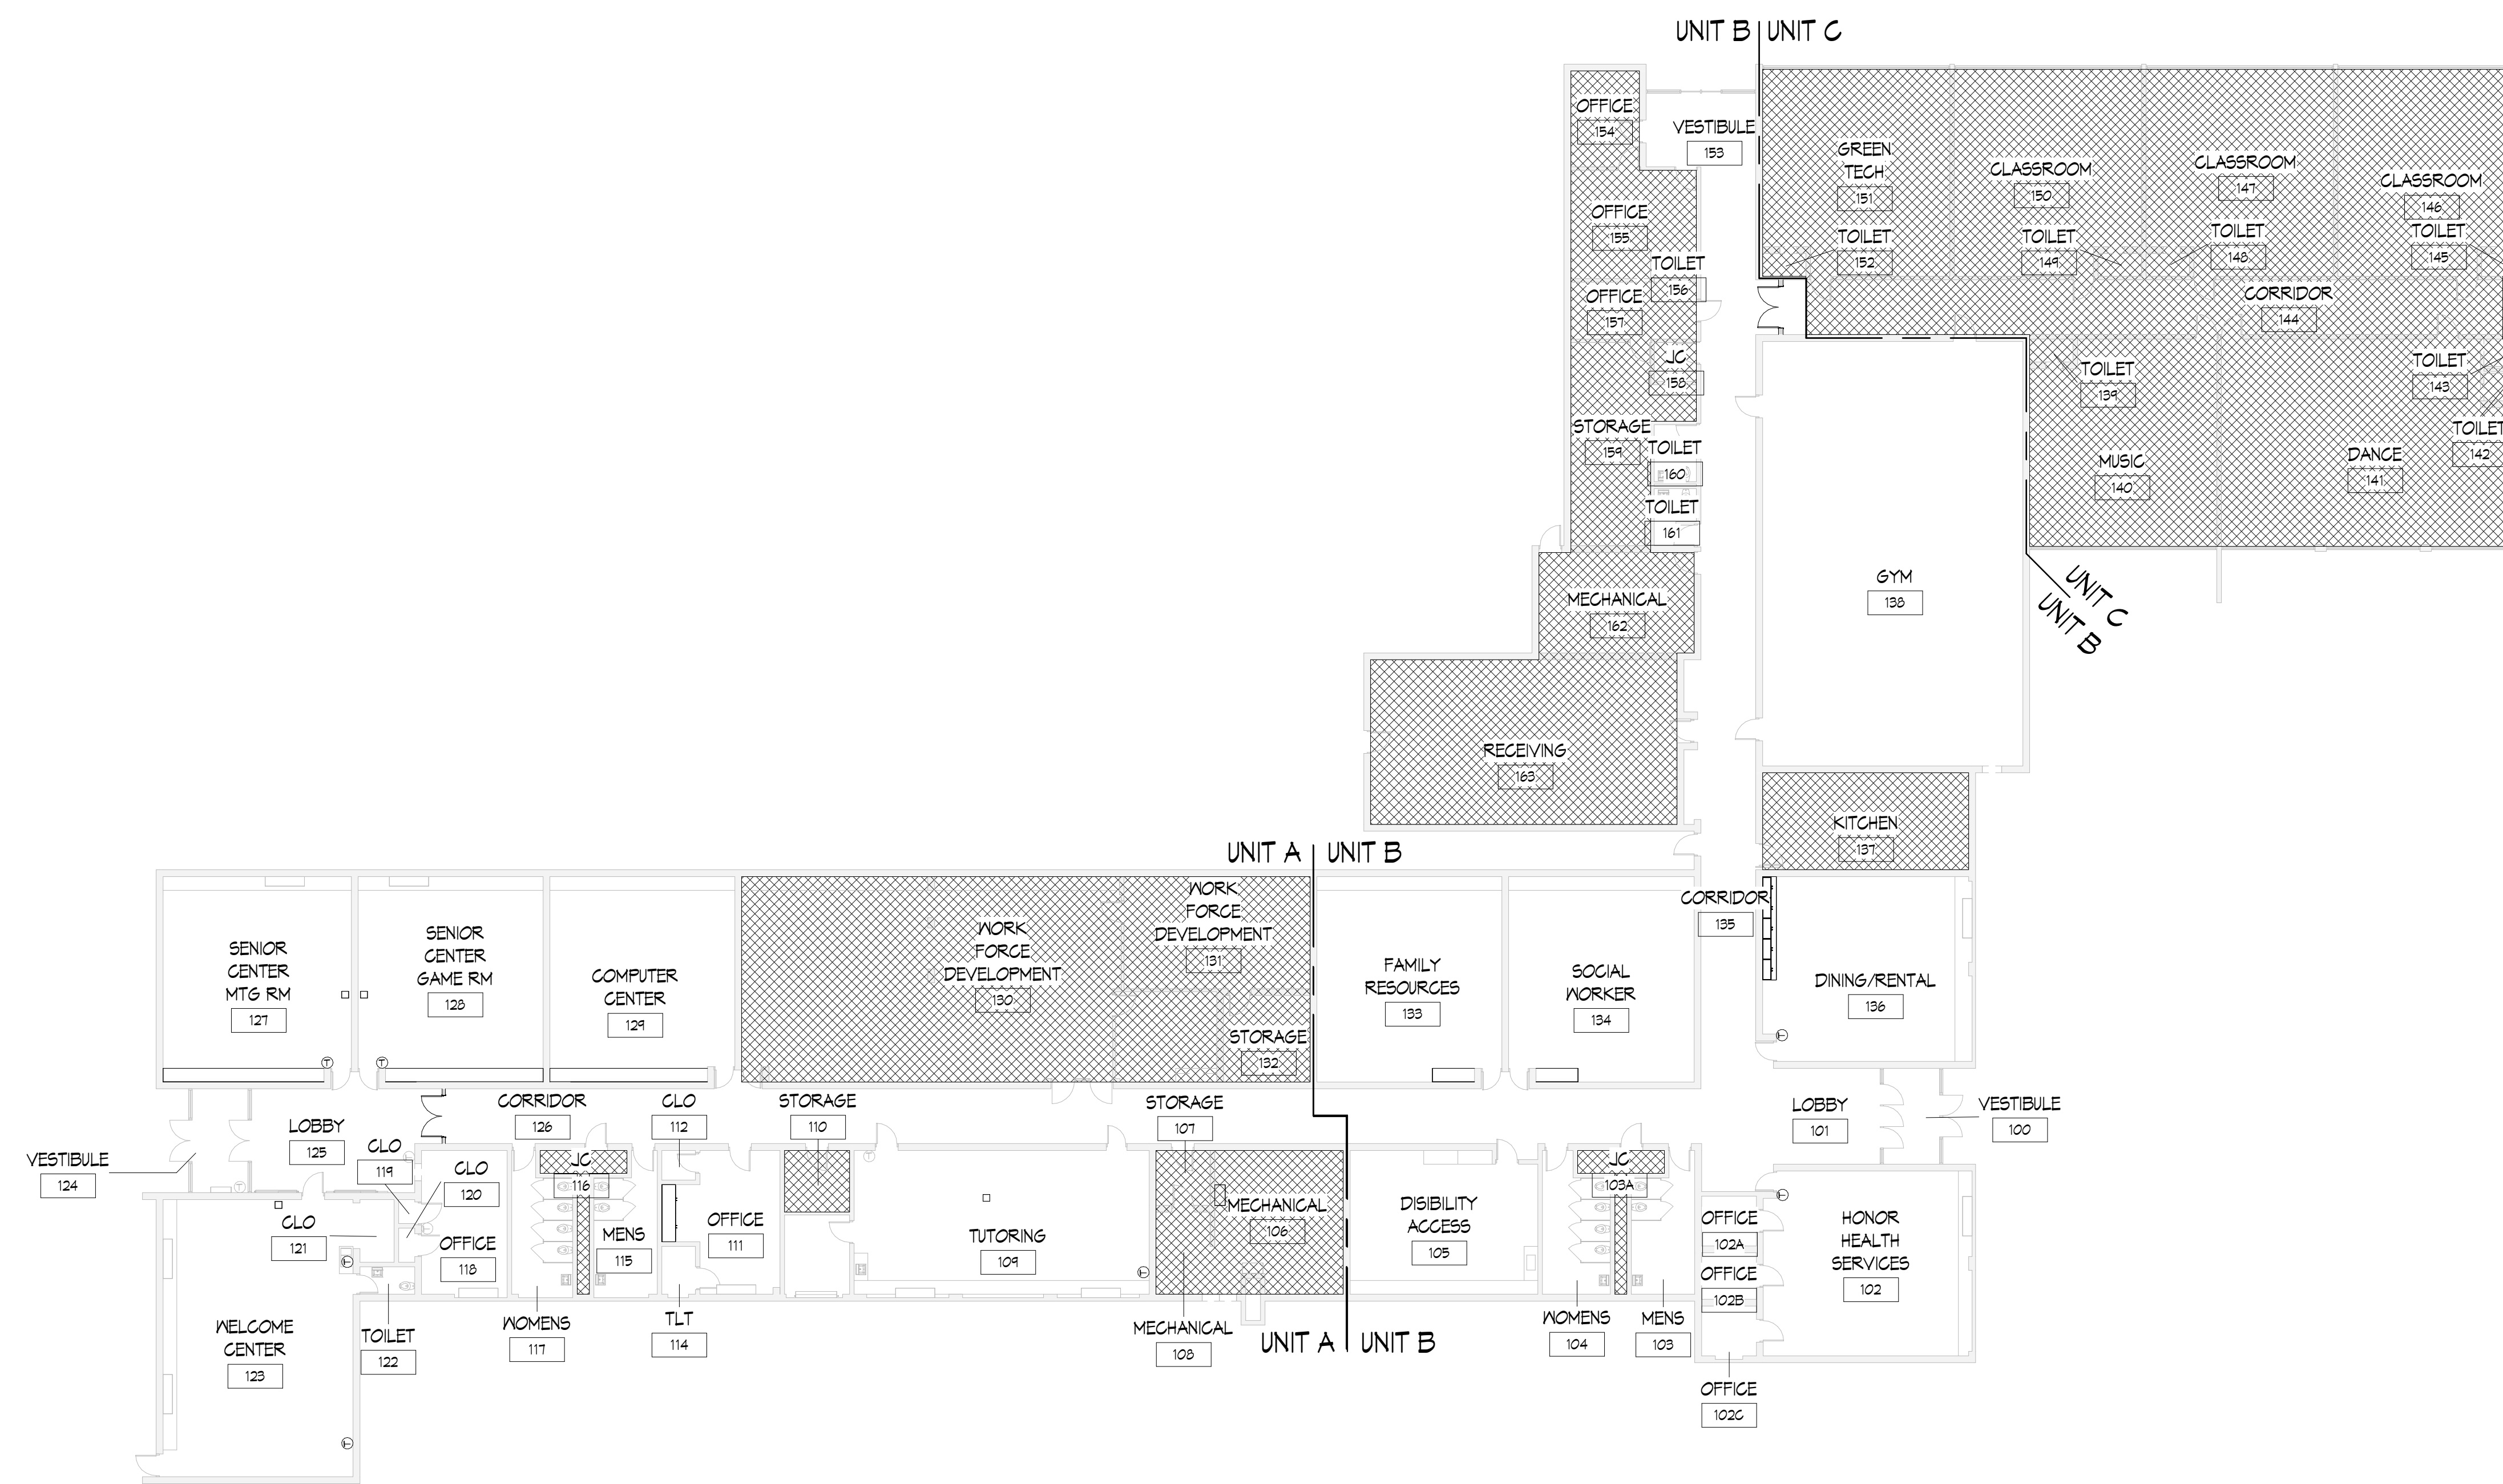 UNIT B UNIT C
OFFICE
154
VESTIBULE
153
GREEN
TECH
151
CLASSROOM
150
CLASSROOM
147
CLASSROOM
146
OFFICE
155
TOILET
152
TOILET
149
TOILET
148
TOILET
145
TOILET
156
OFFICE
157
CORRIDOR
144
JC
158
TOILET
139
TOILET
143
STORAGE
159
TOILET
160
TOILET
161
MUSIC
140
DANCE
141
TOILET
142
MECHANICAL
162
GYM
138
UNIT C
UNIT B
RECEIVING
163
KITCHEN
137
UNIT A UNIT B
SENIOR
CENTER
MTG RM
127
SENIOR
CENTER
GAME RM
128
COMPUTER
CENTER
129
WORK
FORCE
DEVELOPMENT
130
WORK
FORCE
DEVELOPMENT
131
STORAGE
132
FAMILY
RESOURCES
133
SOCIAL
WORKER
134
CORRIDOR
135
DINING/RENTAL
136
T
T
T
VESTIBULE
124
LOBBY
125
CLO
119
CLO
120
CORRIDOR
126
CLO
112
STORAGE
110
STORAGE
107
LOBBY
101
VESTIBULE
100
CLO
121
OFFICE
118
JC
116
MENS
115
OFFICE
111
TUTORING
109
MECHANICAL
106
DISIBILITY
ACCESS
105
JC
103A
OFFICE
102A
OFFICE
102B
HONOR
HEALTH
SERVICES
102
T
T
T
T
T
T
WELCOME
CENTER
123
TOILET
122
WOMENS
117
TLT
114
MECHANICAL
108
UNIT A UNIT B
WOMENS
104
MENS
103
OFFICE
102C